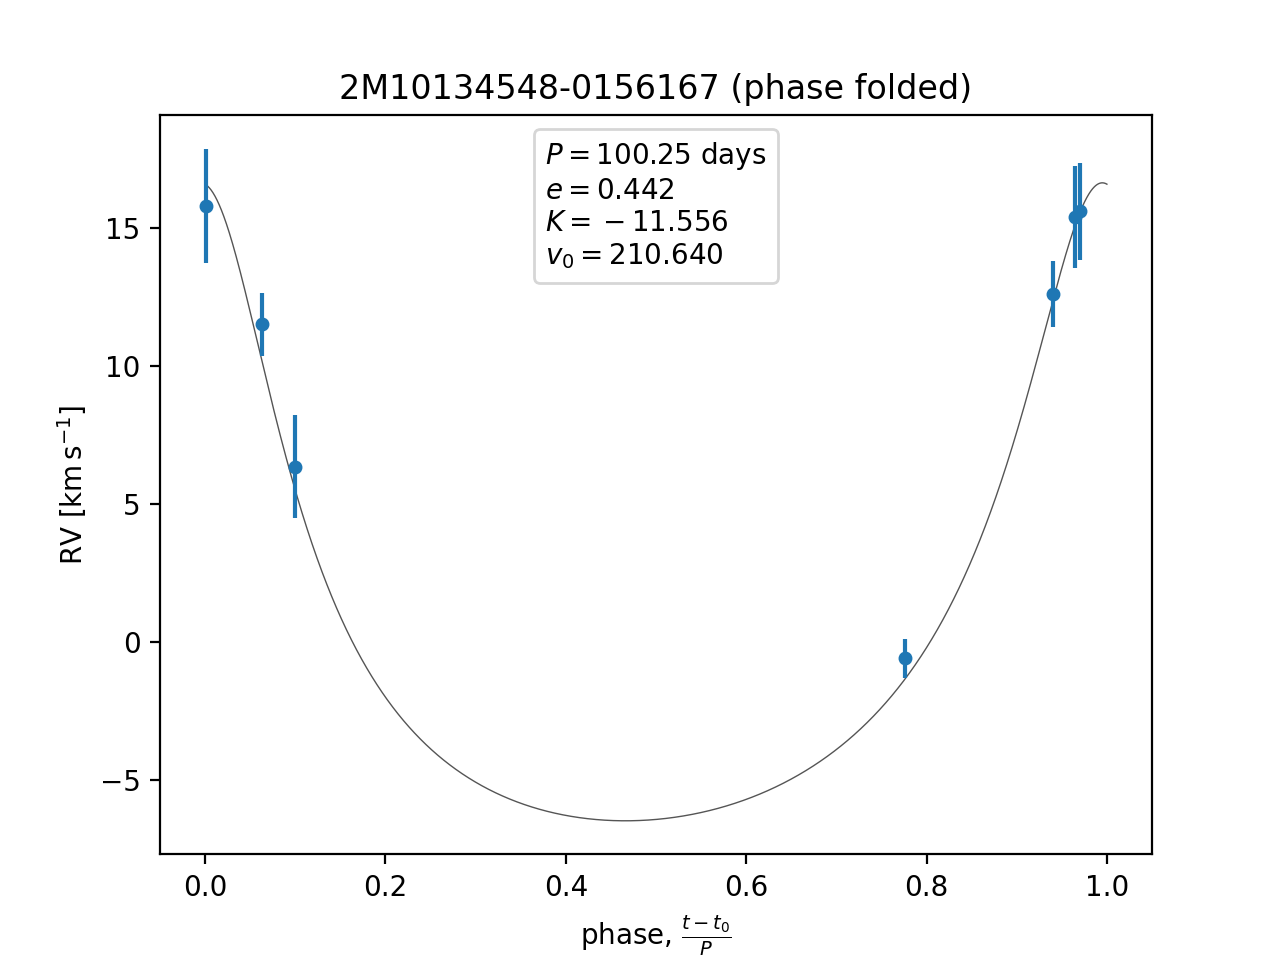 2M10134548-0156167 (phase folded)
P = 100.25 days
e = 0.442
K = −11.556
v₀ = 210.640
RV [km s⁻¹]
15
10
5
0
−5
0.0 0.2 0.4 0.6 0.8 1.0
phase, (t − t₀)/P